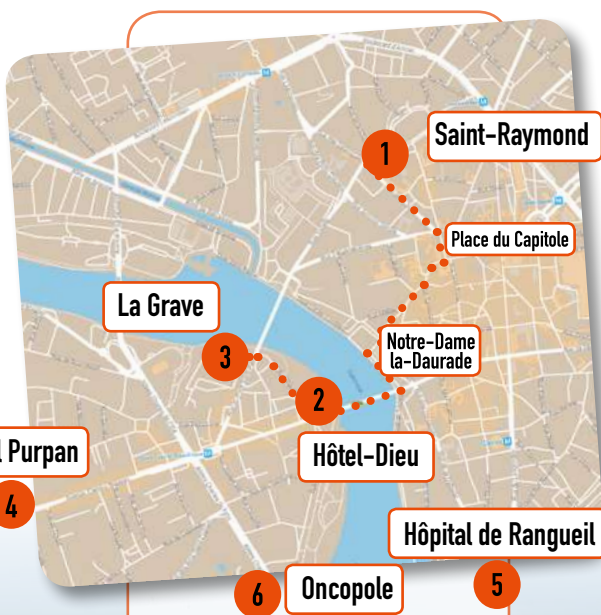 1
Saint-Raymond
Place du Capitole
La Grave
Notre-Dame
la-Daurade
3
2
Hôtel-Dieu
l Purpan
4
Hôpital de Rangueil
5
6
Oncopole